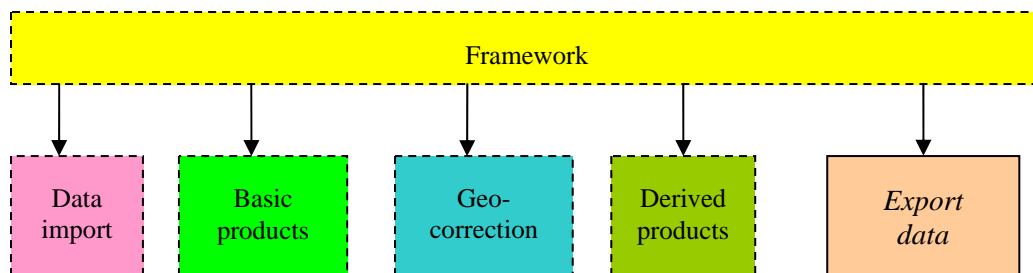 Framework
Data
import
Basic
products
Geo-
correction
Derived
products
Export
data